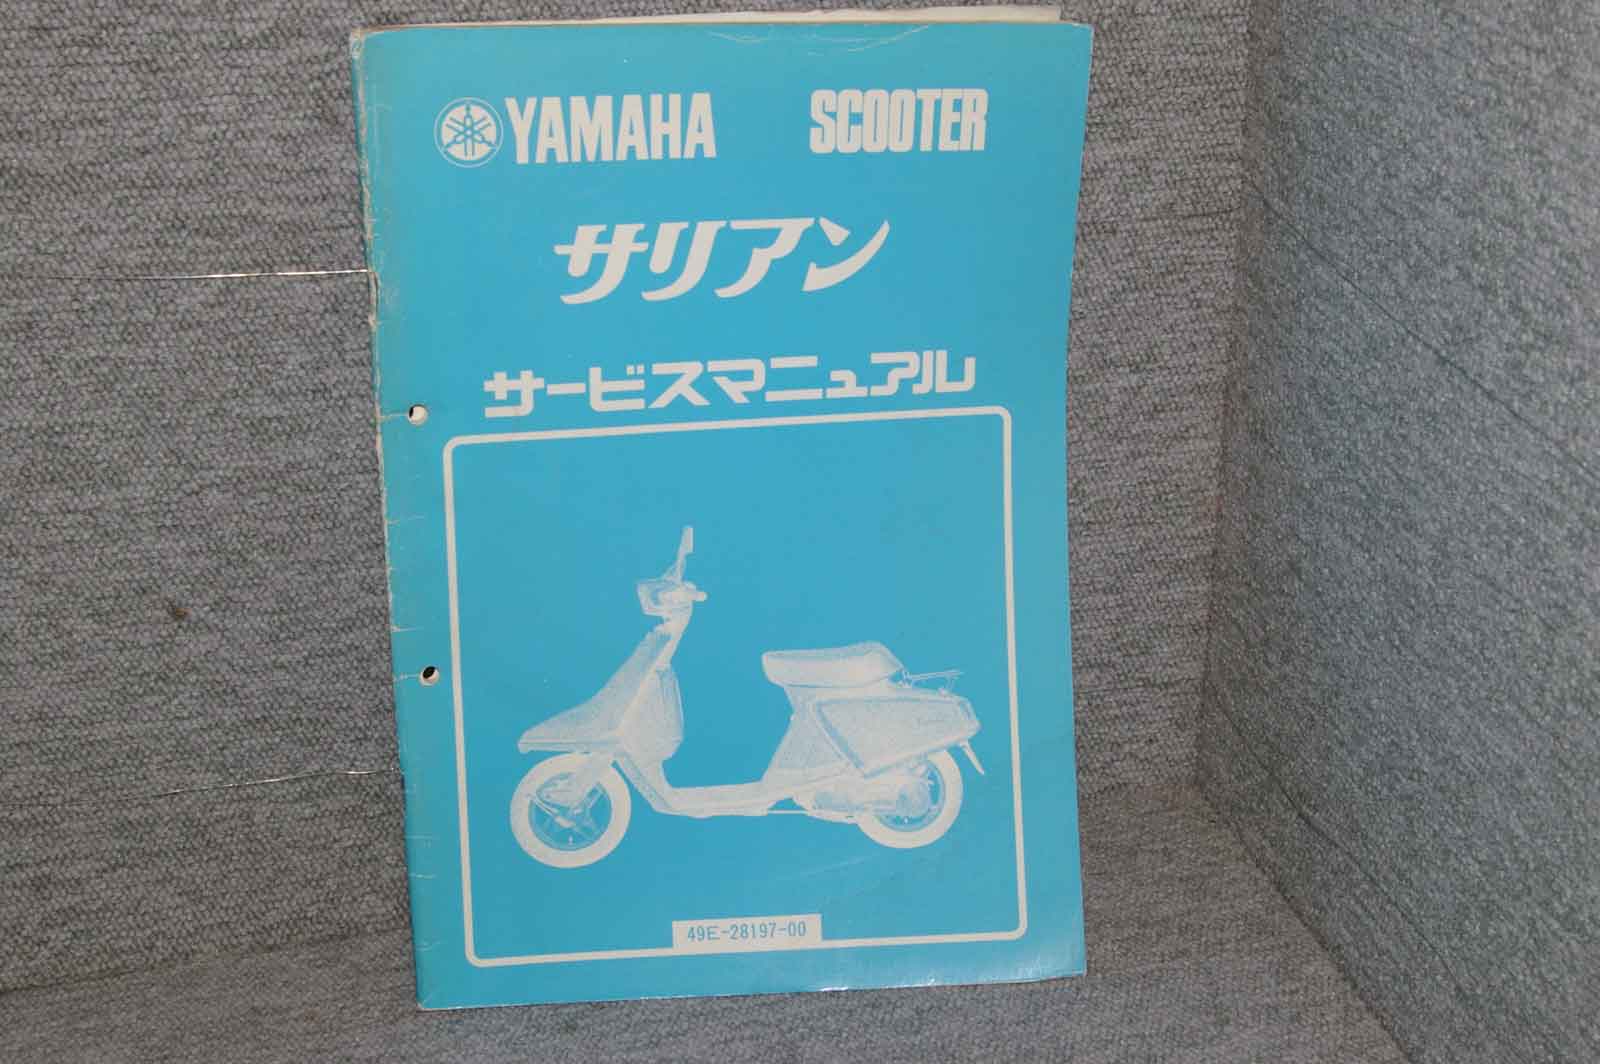 YAMAHA SCOOTER
サリアン
サービスマニュアル
49E-28197-00